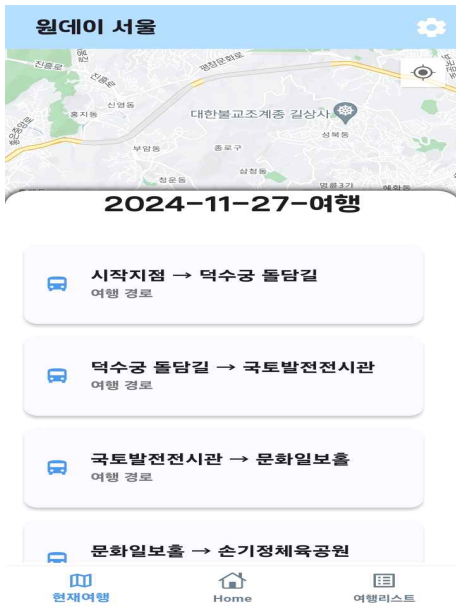 원데이 서울
진흥로
진흥로
평창문화로
신영동
홍지동
대한불교조계종 길상사
성북동
부암동
종로구
삼청동
청운동
명륜3가
혜화동
2024-11-27-여행
시작지점 → 덕수궁 돌담길
여행 경로
덕수궁 돌담길 → 국토발전전시관
여행 경로
국토발전전시관 → 문화일보홀
여행 경로
문화일보홀 → 손기정체육공원
현재여행
Home
여행리스트